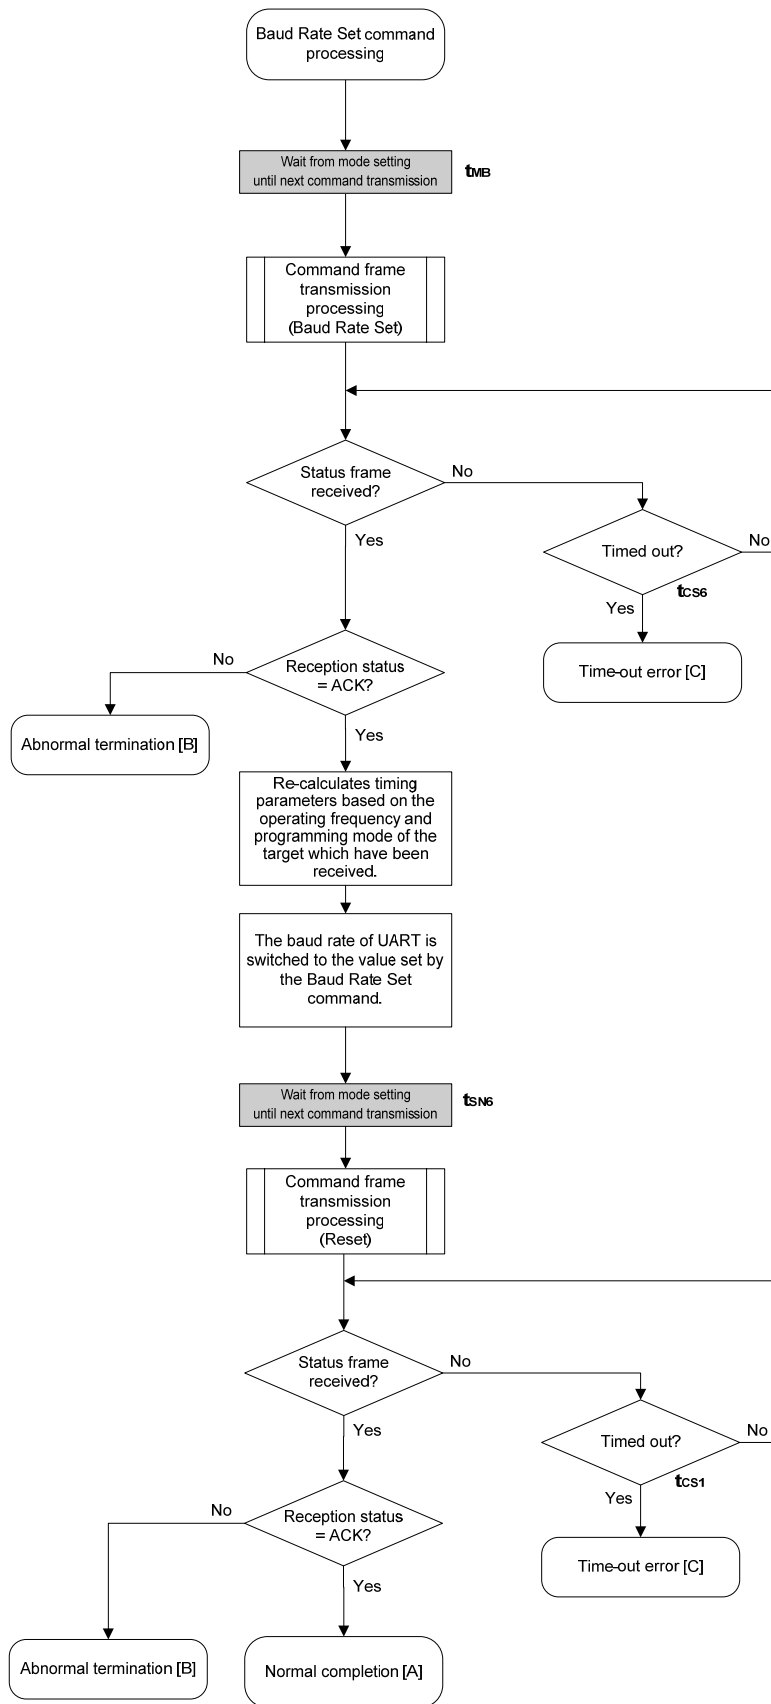 Baud Rate Set command
processing
Wait from mode setting
until next command transmission
tMB
Command frame
transmission
processing
(Baud Rate Set)
Status frame
received?
No
Yes
Timed out?
No
tCS6
Yes
Time-out error [C]
Reception status
= ACK?
No
Yes
Abnormal termination [B]
Re-calculates timing
parameters based on the
operating frequency and
programming mode of the
target which have been
received.
The baud rate of UART is
switched to the value set by
the Baud Rate Set
command.
Wait from mode setting
until next command transmission
tSN6
Command frame
transmission
processing
(Reset)
Status frame
received?
No
Yes
Timed out?
No
tCS1
Yes
Time-out error [C]
Reception status
= ACK?
No
Yes
Abnormal termination [B]
Normal completion [A]